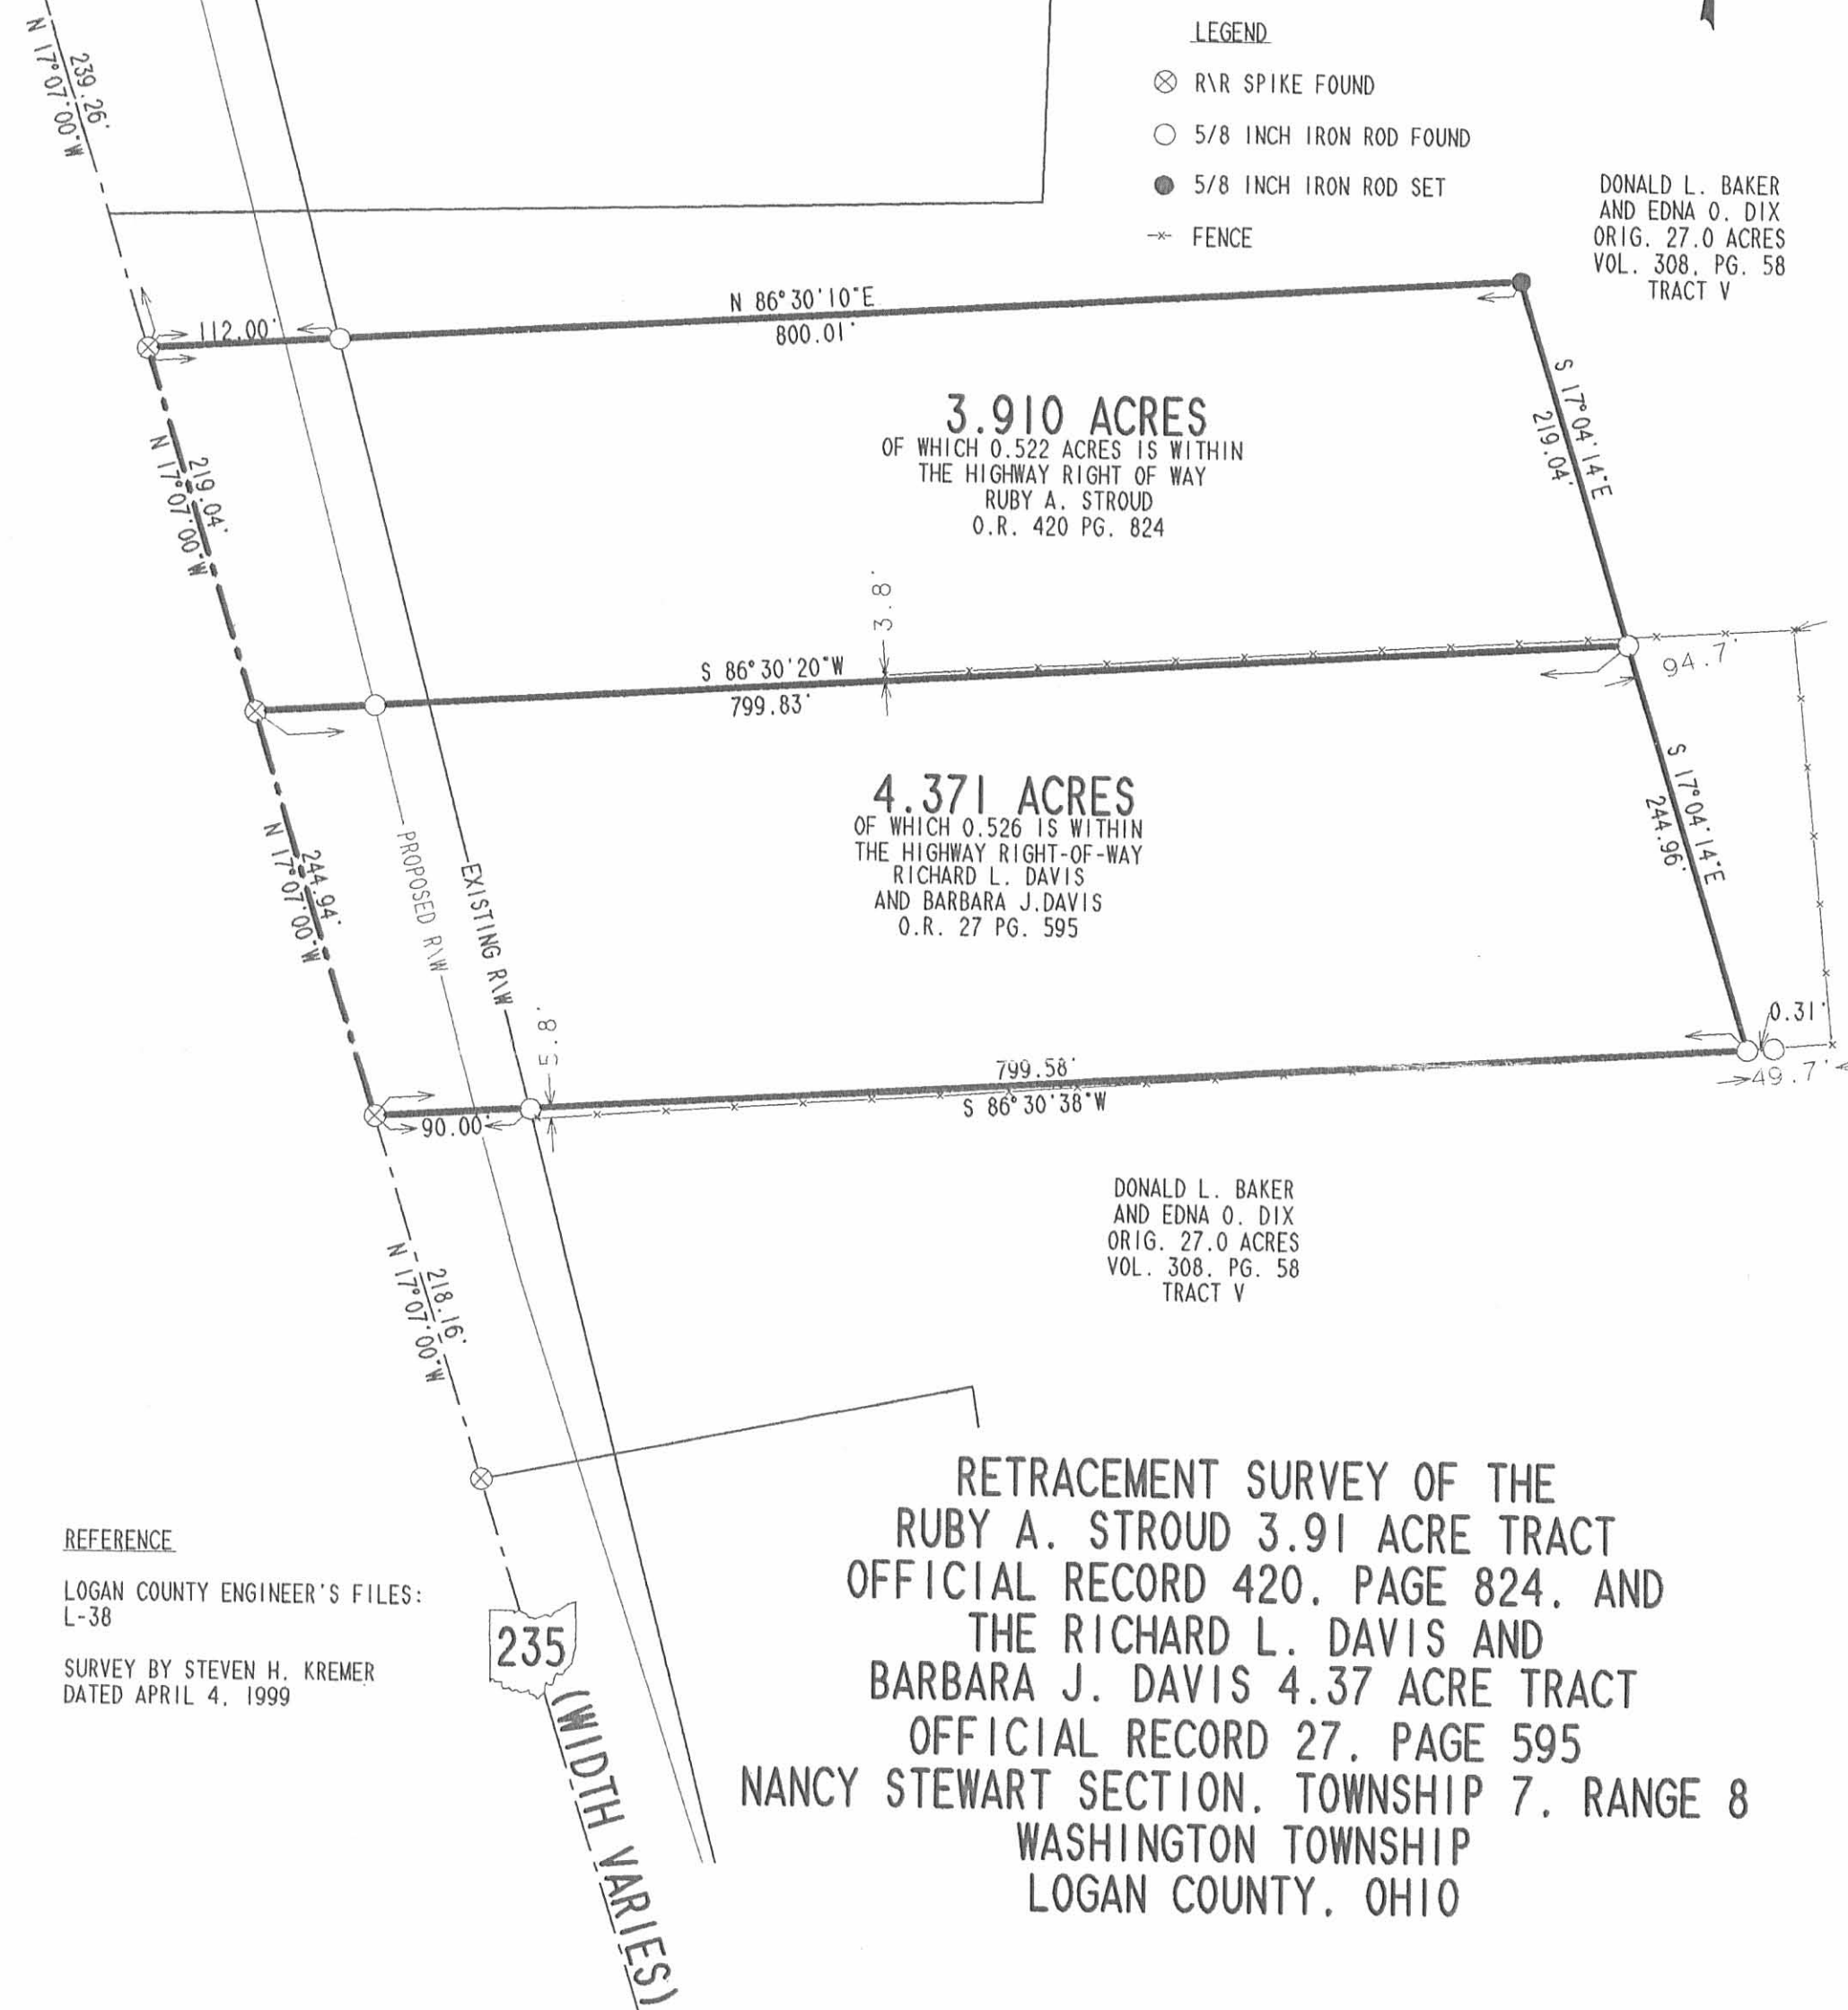 239.26'
N 17°07'00"W
LEGEND
R\R SPIKE FOUND
5/8 INCH IRON ROD FOUND
5/8 INCH IRON ROD SET
-x- FENCE
DONALD L. BAKER
AND EDNA O. DIX
ORIG. 27.0 ACRES
VOL. 308, PG. 58
TRACT V
N 86°30'10"E
800.01'
112.00'
3.910 ACRES
OF WHICH 0.522 ACRES IS WITHIN
THE HIGHWAY RIGHT OF WAY
RUBY A. STROUD
O.R. 420 PG. 824
S 17°04'14"E
219.04'
219.04'
N 17°07'00"W
3.8'
S 86°30'20"W
799.83'
94.7'
4.371 ACRES
OF WHICH 0.526 IS WITHIN
THE HIGHWAY RIGHT-OF-WAY
RICHARD L. DAVIS
AND BARBARA J.DAVIS
O.R. 27 PG. 595
S 17°04'14"E
244.96'
244.94'
N 17°07'00"W
PROPOSED R\W
EXISTING R\W
5.8'
0.31'
49.7'
799.58'
S 86°30'38"W
90.00'
DONALD L. BAKER
AND EDNA O. DIX
ORIG. 27.0 ACRES
VOL. 308, PG. 58
TRACT V
218.16'
N 17°07'00"W
REFERENCE
LOGAN COUNTY ENGINEER'S FILES:
L-38
SURVEY BY STEVEN H. KREMER
DATED APRIL 4, 1999
235
(WIDTH VARIES)
RETRACEMENT SURVEY OF THE
RUBY A. STROUD 3.91 ACRE TRACT
OFFICIAL RECORD 420, PAGE 824, AND
THE RICHARD L. DAVIS AND
BARBARA J. DAVIS 4.37 ACRE TRACT
OFFICIAL RECORD 27, PAGE 595
NANCY STEWART SECTION, TOWNSHIP 7, RANGE 8
WASHINGTON TOWNSHIP
LOGAN COUNTY, OHIO